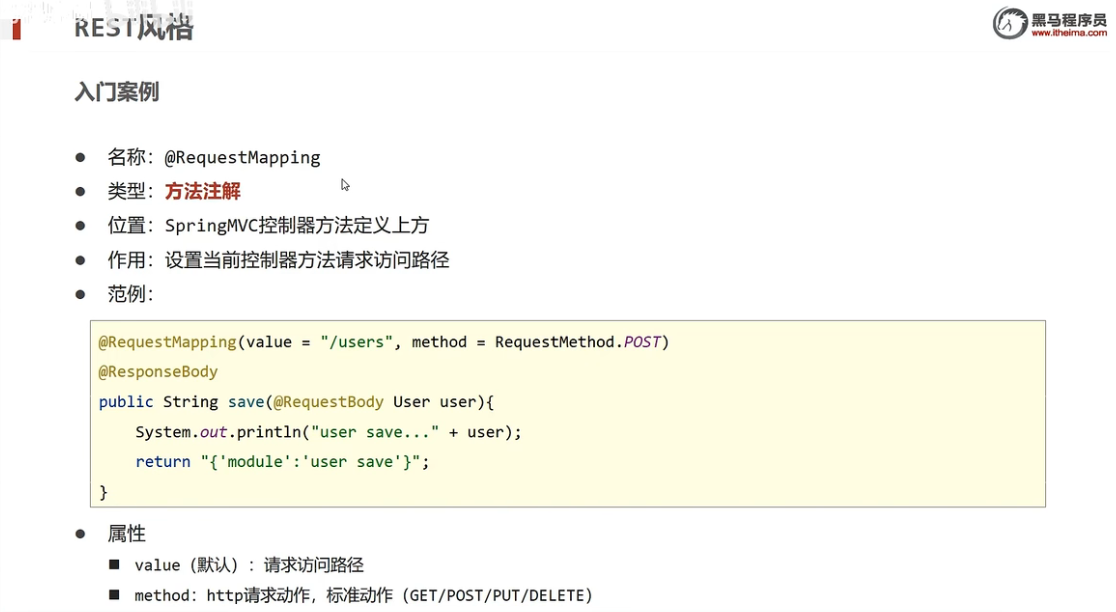 REST风格
黑马程序员
www.itheima.com
入门案例
● 名称：@RequestMapping
● 类型：方法注解
● 位置：SpringMVC控制器方法定义上方
● 作用：设置当前控制器方法请求访问路径
● 范例：
@RequestMapping(value = "/users", method = RequestMethod.POST)
@ResponseBody
public String save(@RequestBody User user){
    System.out.println("user save..." + user);
    return "{'module':'user save'}";
}
● 属性
■ value（默认）：请求访问路径
■ method：http请求动作，标准动作（GET/POST/PUT/DELETE）